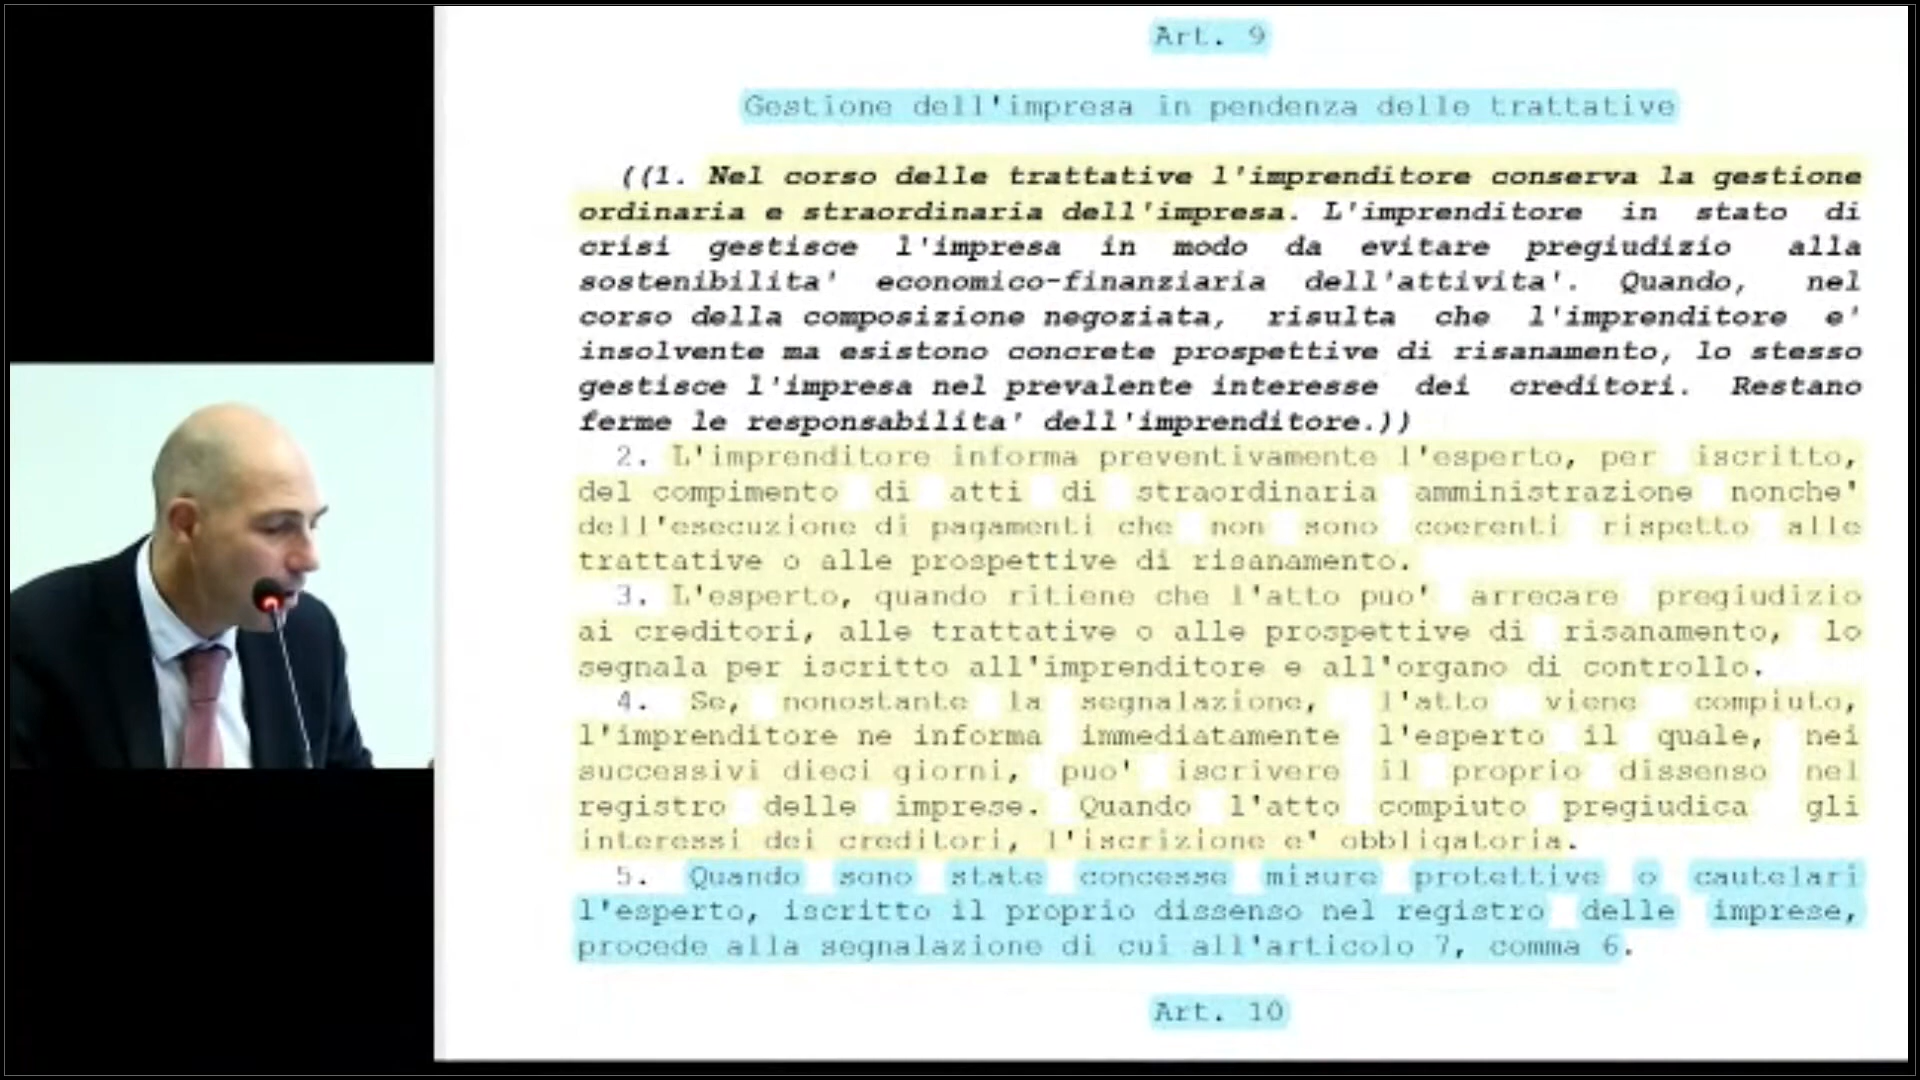 Art. 9
Gestione dell'impresa in pendenza delle trattative
((1. Nel corso delle trattative l'imprenditore conserva la gestione
ordinaria e straordinaria dell'impresa. L'imprenditore in stato di
crisi gestisce l'impresa in modo da evitare pregiudizio alla
sostenibilita' economico-finanziaria dell'attivita'. Quando, nel
corso della composizione negoziata, risulta che l'imprenditore e'
insolvente ma esistono concrete prospettive di risanamento, lo stesso
gestisce l'impresa nel prevalente interesse dei creditori. Restano
ferme le responsabilita' dell'imprenditore.))
2. L'imprenditore informa preventivamente l'esperto, per iscritto,
del compimento di atti di straordinaria amministrazione nonche'
dell'esecuzione di pagamenti che non sono coerenti rispetto alle
trattative o alle prospettive di risanamento.
3. L'esperto, quando ritiene che l'atto puo' arrecare pregiudizio
ai creditori, alle trattative o alle prospettive di risanamento, lo
segnala per iscritto all'imprenditore e all'organo di controllo.
4. Se, nonostante la segnalazione, l'atto viene compiuto,
l'imprenditore ne informa immediatamente l'esperto il quale, nei
successivi dieci giorni, puo' iscrivere il proprio dissenso nel
registro delle imprese. Quando l'atto compiuto pregiudica gli
interessi dei creditori, l'iscrizione e' obbligatoria.
5. Quando sono state concesse misure protettive o cautelari
l'esperto, iscritto il proprio dissenso nel registro delle imprese,
procede alla segnalazione di cui all'articolo 7, comma 6.
Art. 10